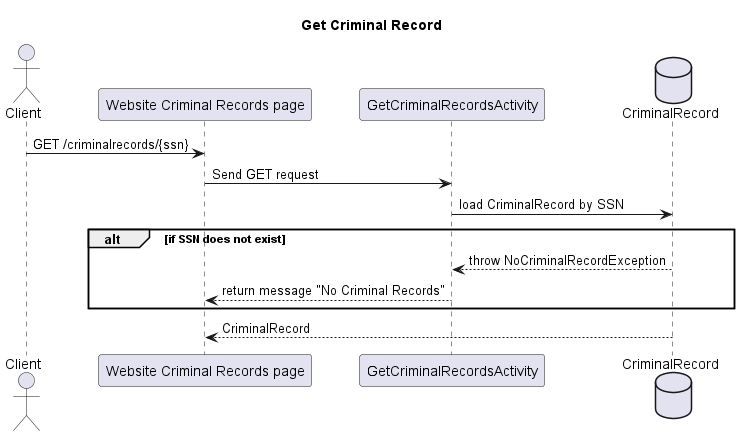 Get Criminal Record
Client
Website Criminal Records page
GetCriminalRecordsActivity
CriminalRecord
GET /criminalrecords/{ssn}
Send GET request
load CriminalRecord by SSN
alt
[if SSN does not exist]
throw NoCriminalRecordException
return message "No Criminal Records"
CriminalRecord
Client
Website Criminal Records page
GetCriminalRecordsActivity
CriminalRecord